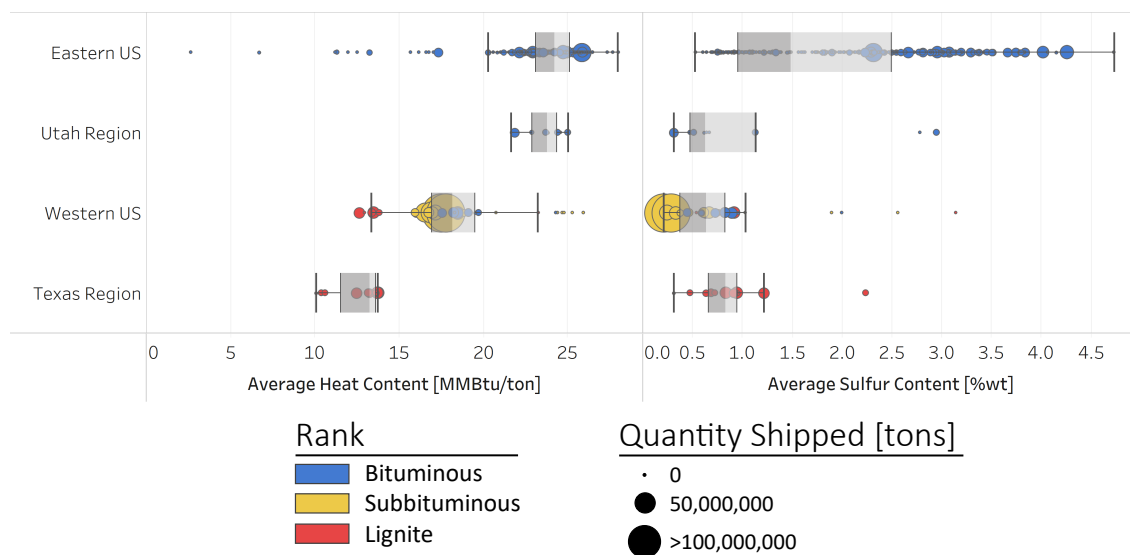 Eastern US
Utah Region
Western US
Texas Region
0 5 10 15 20 25
0.0 0.5 1.0 1.5 2.0 2.5 3.0 3.5 4.0 4.5
Average Heat Content [MMBtu/ton]
Average Sulfur Content [%wt]
Rank
Bituminous
Subbituminous
Lignite
Quantity Shipped [tons]
0
50,000,000
>100,000,000